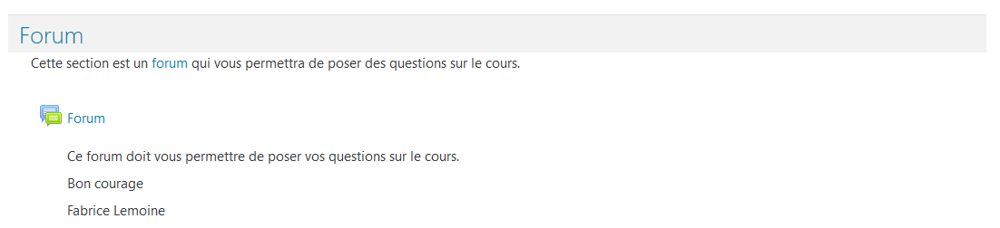 Forum
Cette section est un forum qui vous permettra de poser des questions sur le cours.
Forum
Ce forum doit vous permettre de poser vos questions sur le cours.
Bon courage
Fabrice Lemoine